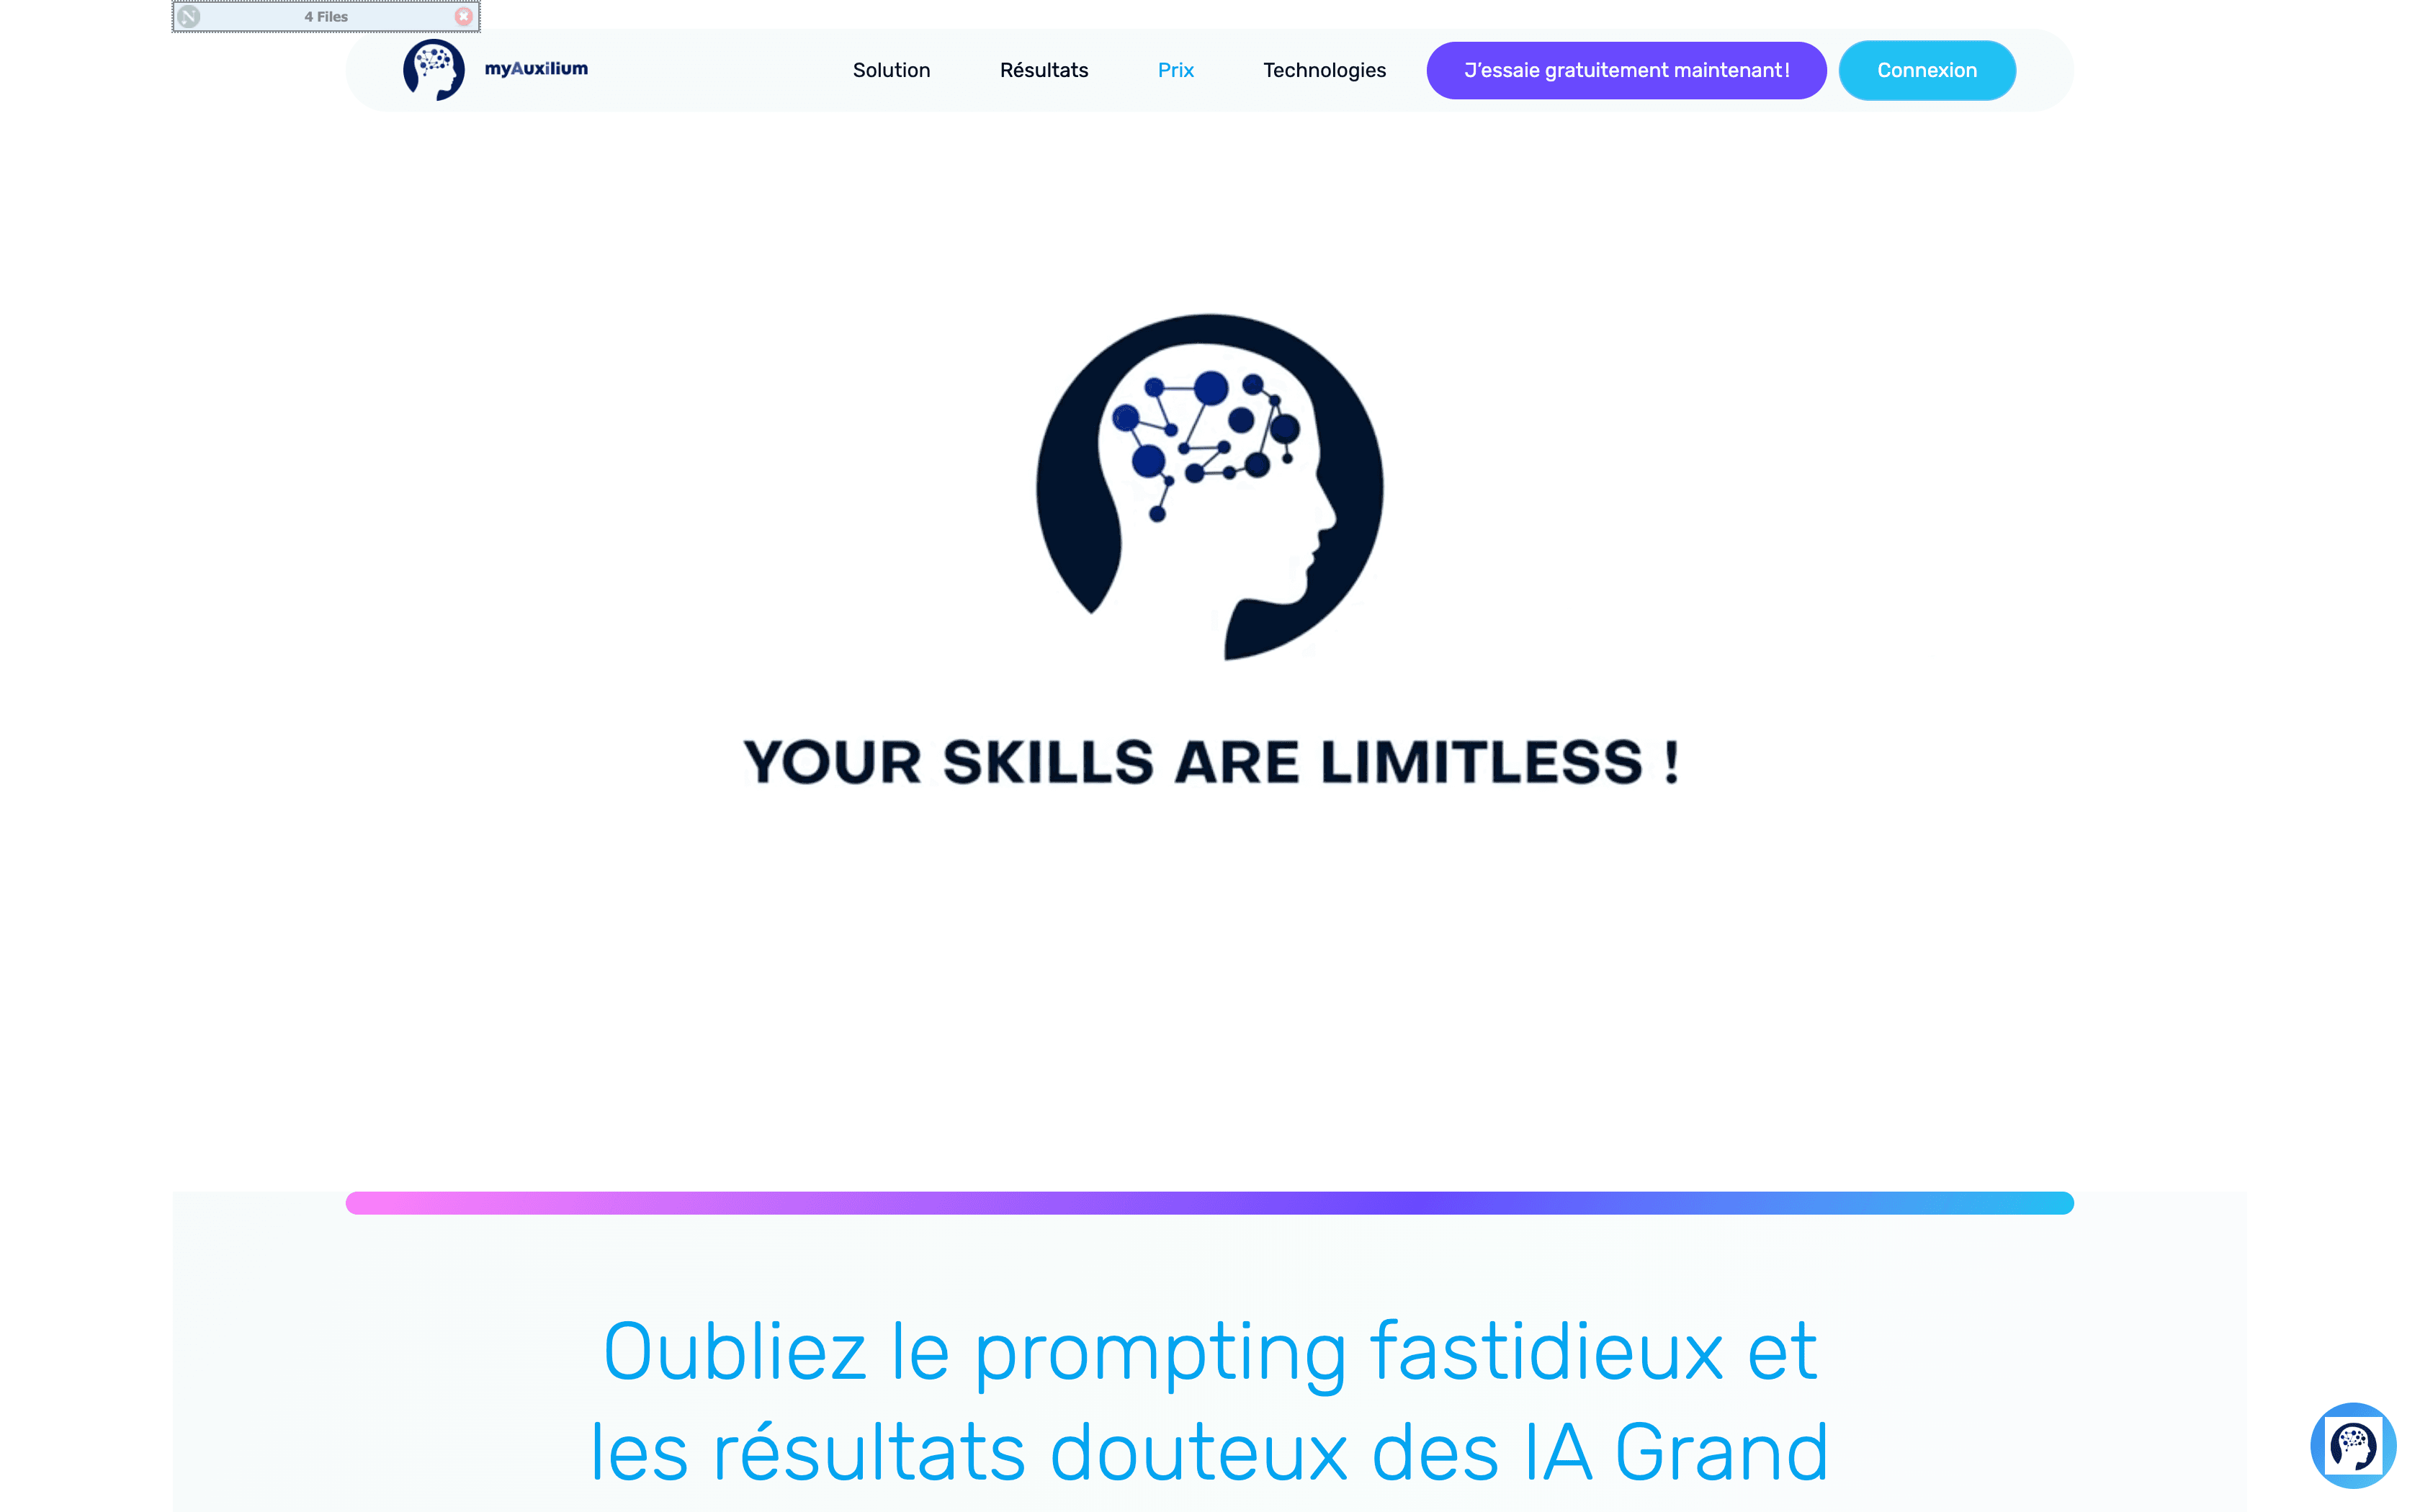 4 Files
myAuxilium
Solution
Résultats
Prix
Technologies
J'essaie gratuitement maintenant !
Connexion
YOUR SKILLS ARE LIMITLESS !
Oubliez le prompting fastidieux et
les résultats douteux des IA Grand